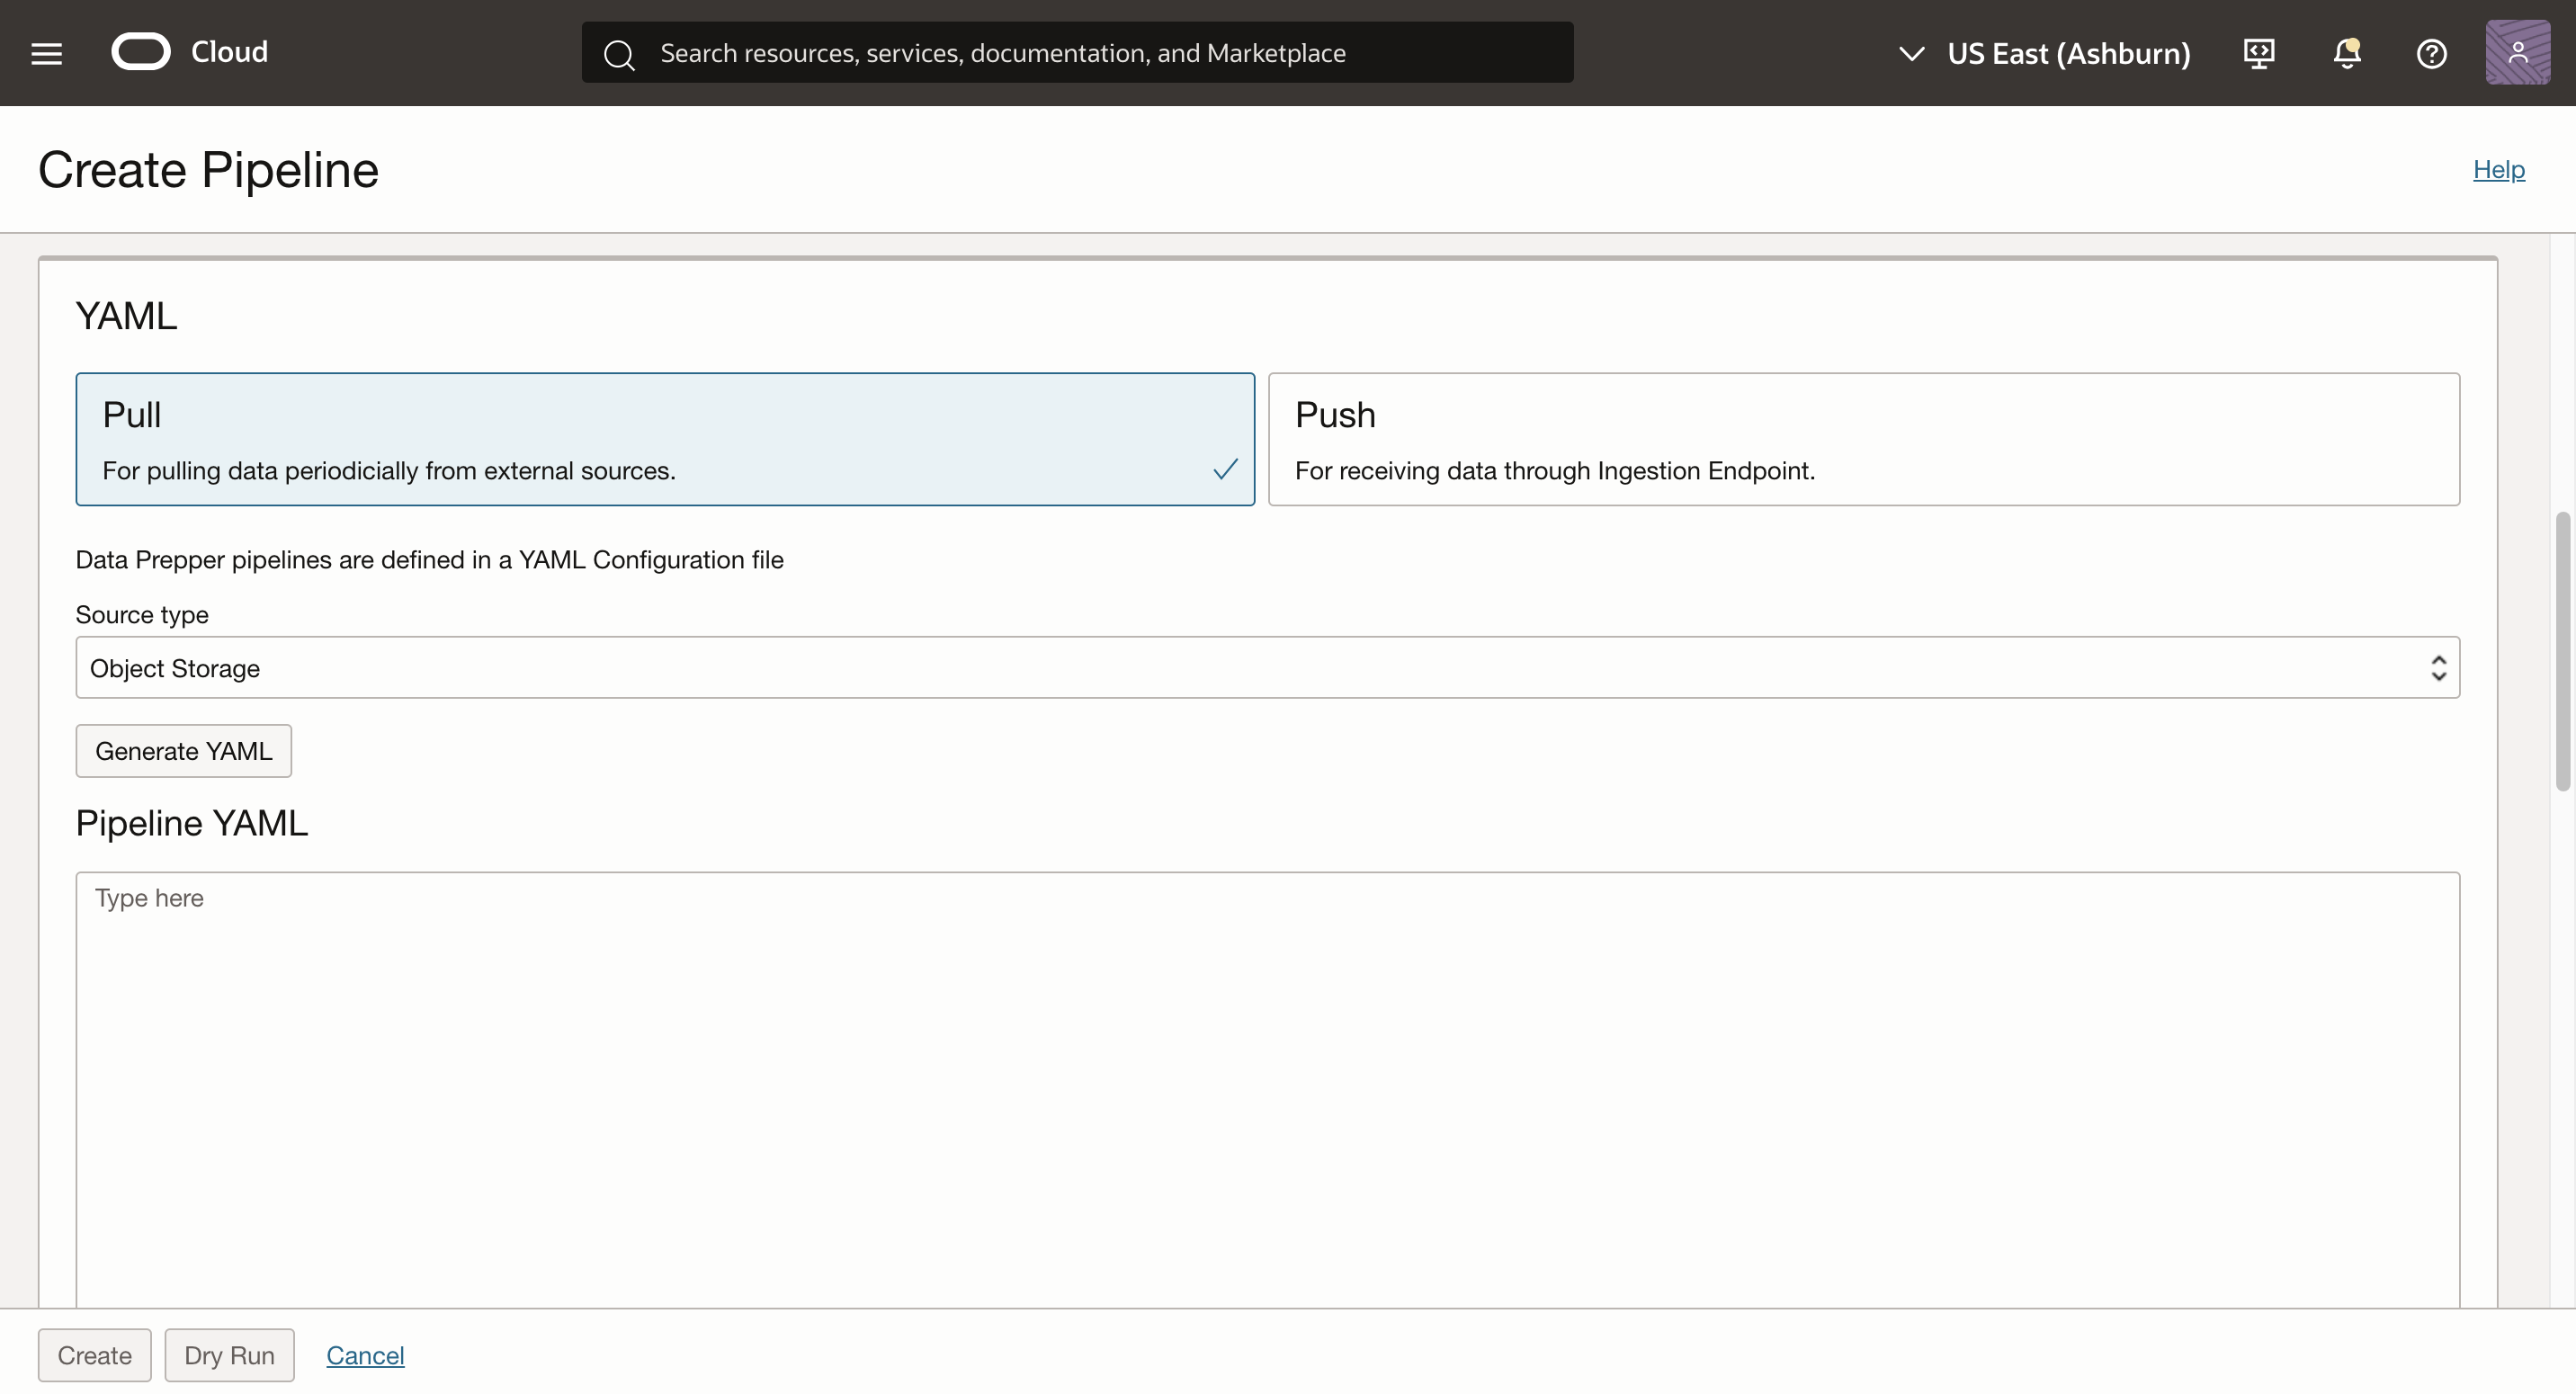 Cloud
Search resources, services, documentation, and Marketplace
US East (Ashburn)
Create Pipeline
Help
YAML
Pull
For pulling data periodicially from external sources.
Push
For receiving data through Ingestion Endpoint.
Data Prepper pipelines are defined in a YAML Configuration file
Source type
Object Storage
Generate YAML
Pipeline YAML
Type here
Create
Dry Run
Cancel